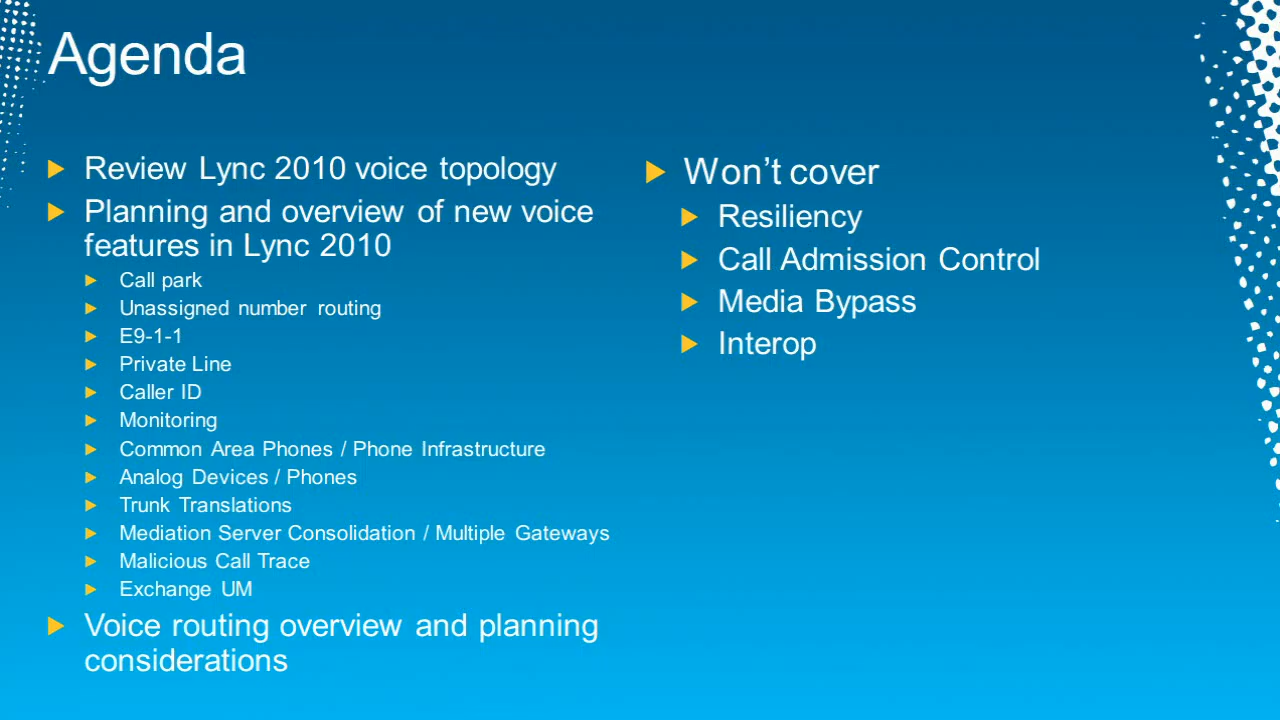 Agenda
Review Lync 2010 voice topology
Planning and overview of new voice
features in Lync 2010
Call park
Unassigned number routing
E9-1-1
Private Line
Caller ID
Monitoring
Common Area Phones / Phone Infrastructure
Analog Devices / Phones
Trunk Translations
Mediation Server Consolidation / Multiple Gateways
Malicious Call Trace
Exchange UM
Voice routing overview and planning
considerations
Won’t cover
Resiliency
Call Admission Control
Media Bypass
Interop